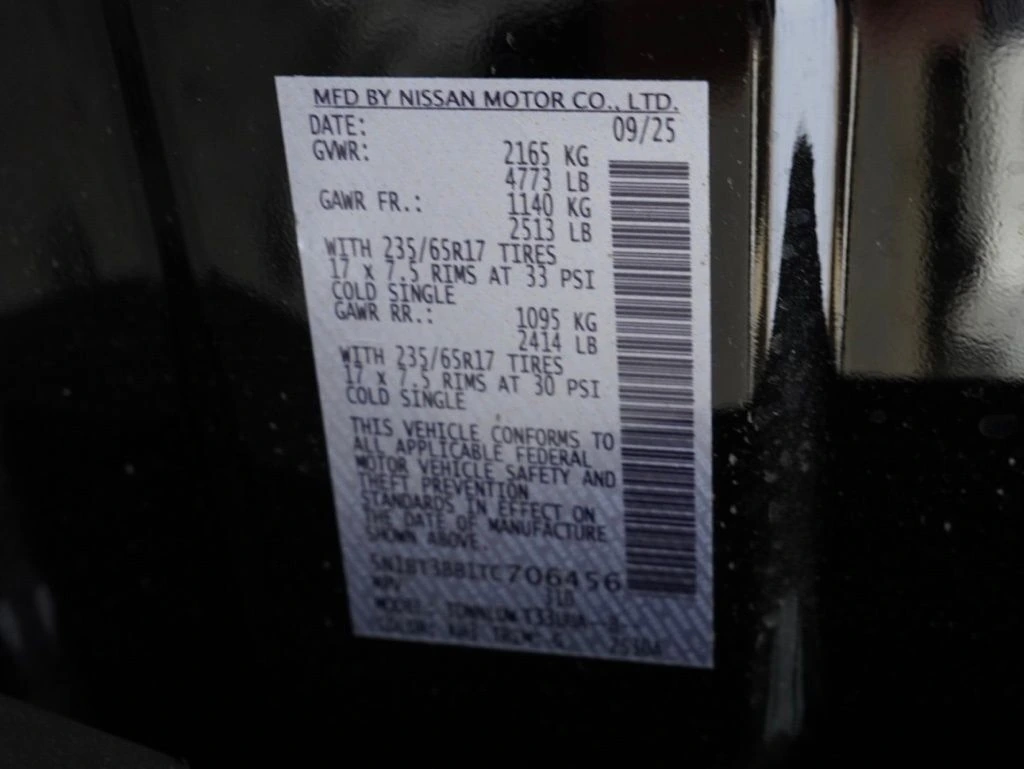 MFD BY NISSAN MOTOR CO., LTD.
DATE: 09/25
GVWR: 2165 KG
4773 LB
GAWR FR.: 1140 KG
2513 LB
WITH 235/65R17 TIRES
17 x 7.5 RIMS AT 33 PSI
COLD SINGLE
GAWR RR.: 1095 KG
2414 LB
WITH 235/65R17 TIRES
17 x 7.5 RIMS AT 30 PSI
COLD SINGLE
THIS VEHICLE CONFORMS TO
ALL APPLICABLE FEDERAL
MOTOR VEHICLE SAFETY AND
THEFT PREVENTION
STANDARDS IN EFFECT ON
THE DATE OF MANUFACTURE
SHOWN ABOVE.
5N1BT3BB1TC706456
MPV
MODEL: